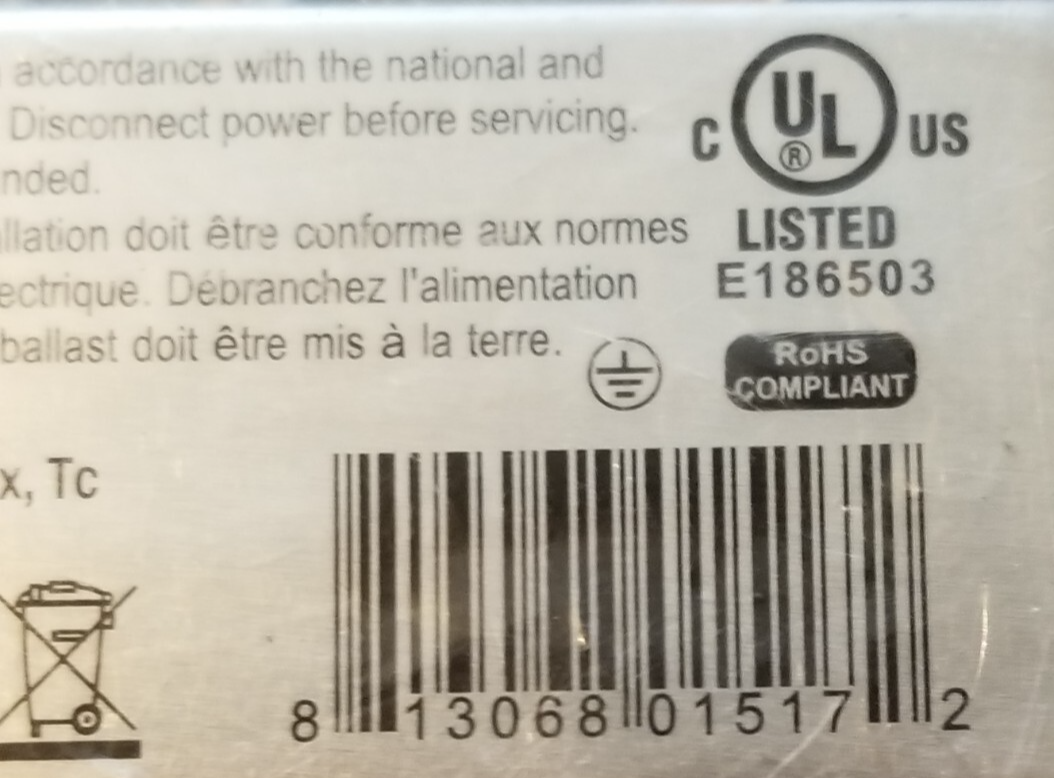 accordance with the national and
Disconnect power before servicing.
nded.
llation doit être conforme aux normes
ectrique. Débranchez l'alimentation
ballast doit être mis à la terre.
C UL ® US
LISTED
E186503
RoHS
COMPLIANT
x, Tc
8 13068 01517 2